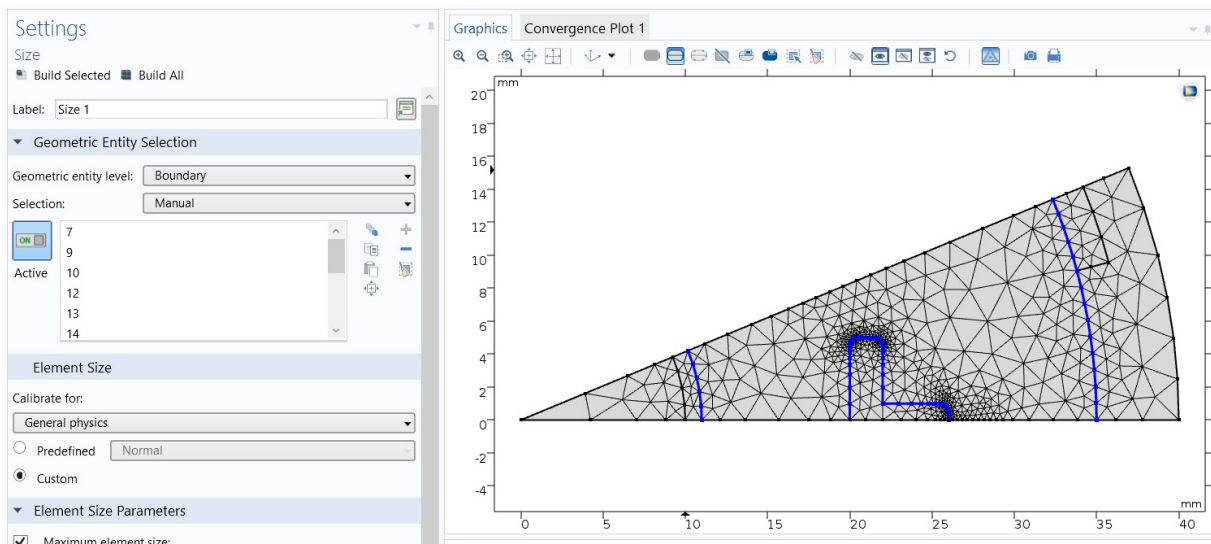 Settings
Size
Build Selected Build All
Label: Size 1
Geometric Entity Selection
Geometric entity level: Boundary
Selection: Manual
ON
Active
7
9
10
12
13
14
Element Size
Calibrate for:
General physics
Predefined Normal
Custom
Element Size Parameters
Maximum element size:
Graphics Convergence Plot 1
mm
20
18
16
14
12
10
8
6
4
2
0
-2
-4
mm
0 5 10 15 20 25 30 35 40